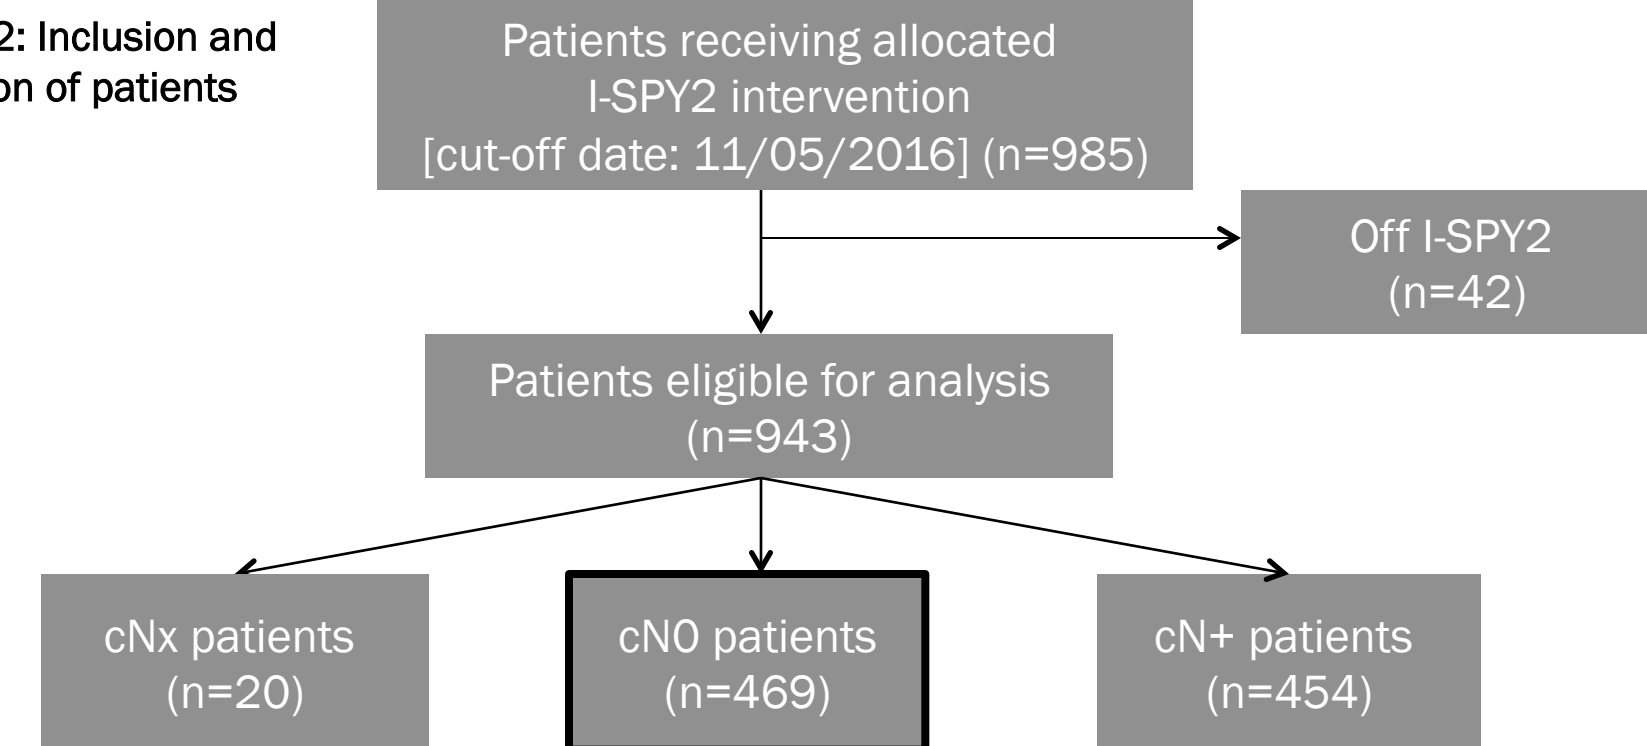 2: Inclusion and
on of patients
Patients receiving allocated
I-SPY2 intervention
[cut-off date: 11/05/2016] (n=985)
Off I-SPY2
(n=42)
Patients eligible for analysis
(n=943)
cNx patients
(n=20)
cN0 patients
(n=469)
cN+ patients
(n=454)